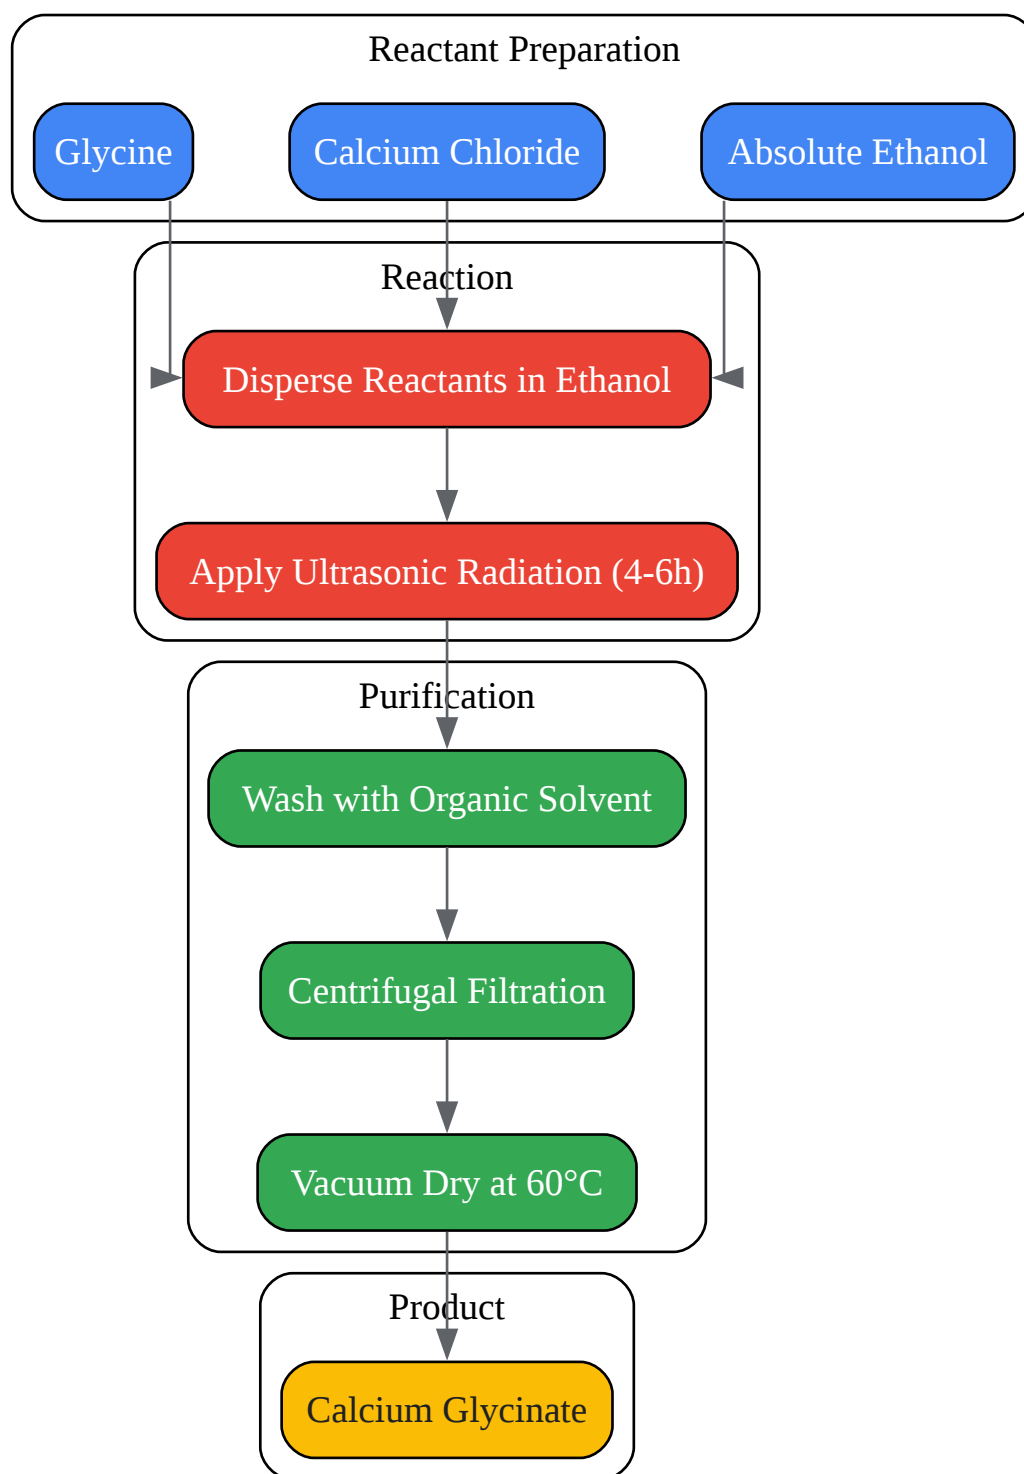 Reactant Preparation
Glycine
Calcium Chloride
Absolute Ethanol
Reaction
Disperse Reactants in Ethanol
Apply Ultrasonic Radiation (4-6h)
Purification
Wash with Organic Solvent
Centrifugal Filtration
Vacuum Dry at 60°C
Product
Calcium Glycinate